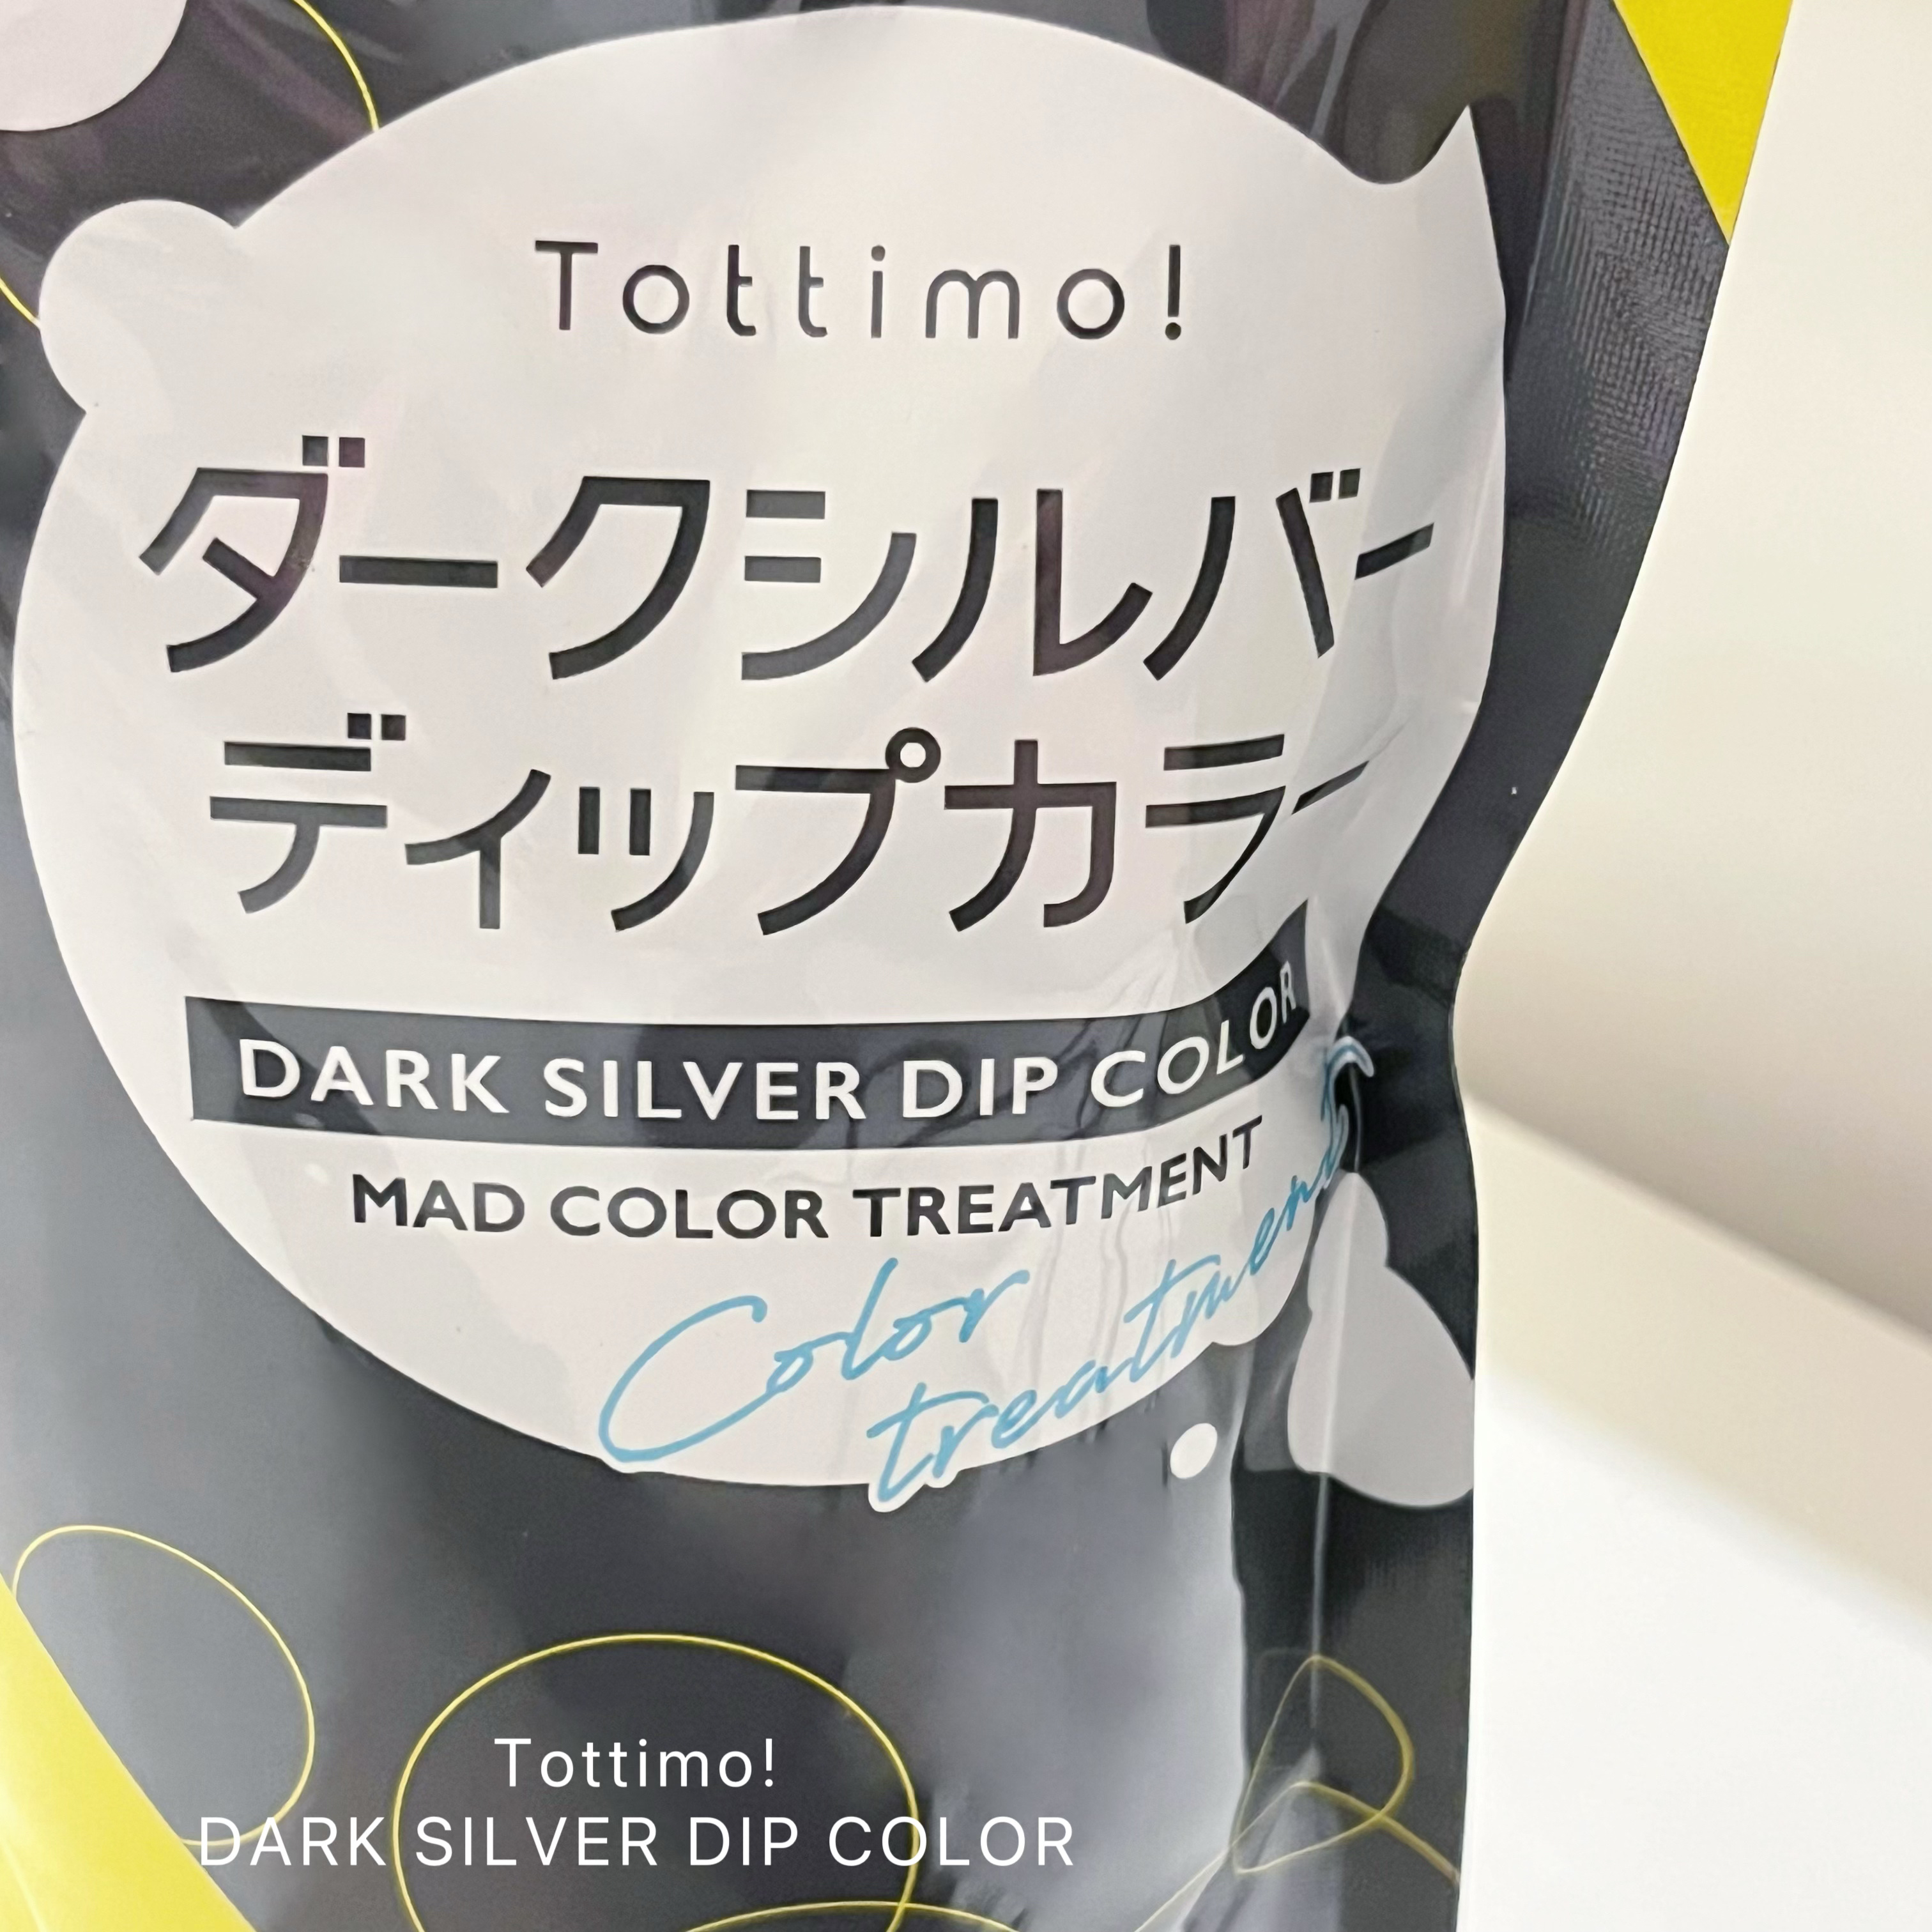 Tottimo!
ダークシルバー
ディップカラー
DARK SILVER DIP COLOR
MAD COLOR TREATMENT
Color
treatment
Tottimo!
DARK SILVER DIP COLOR